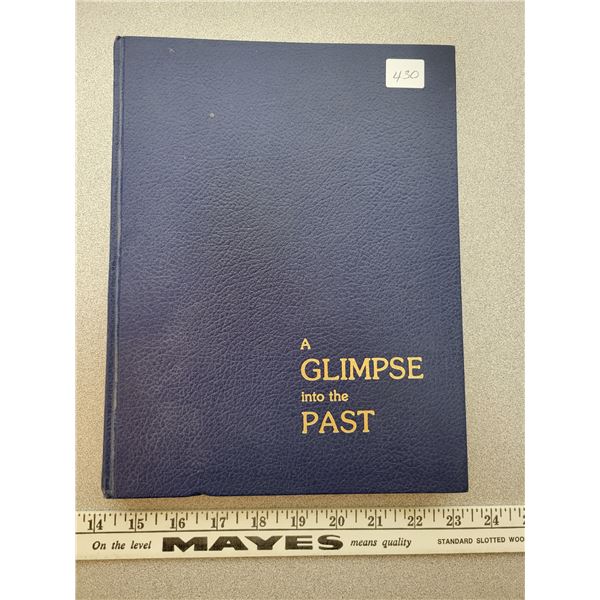 430
A
GLIMPSE
into the
PAST
14 15 16 17 18 19 20 21 22 23 24
On the level MAYES means quality STANDARD SLOTTED WOO